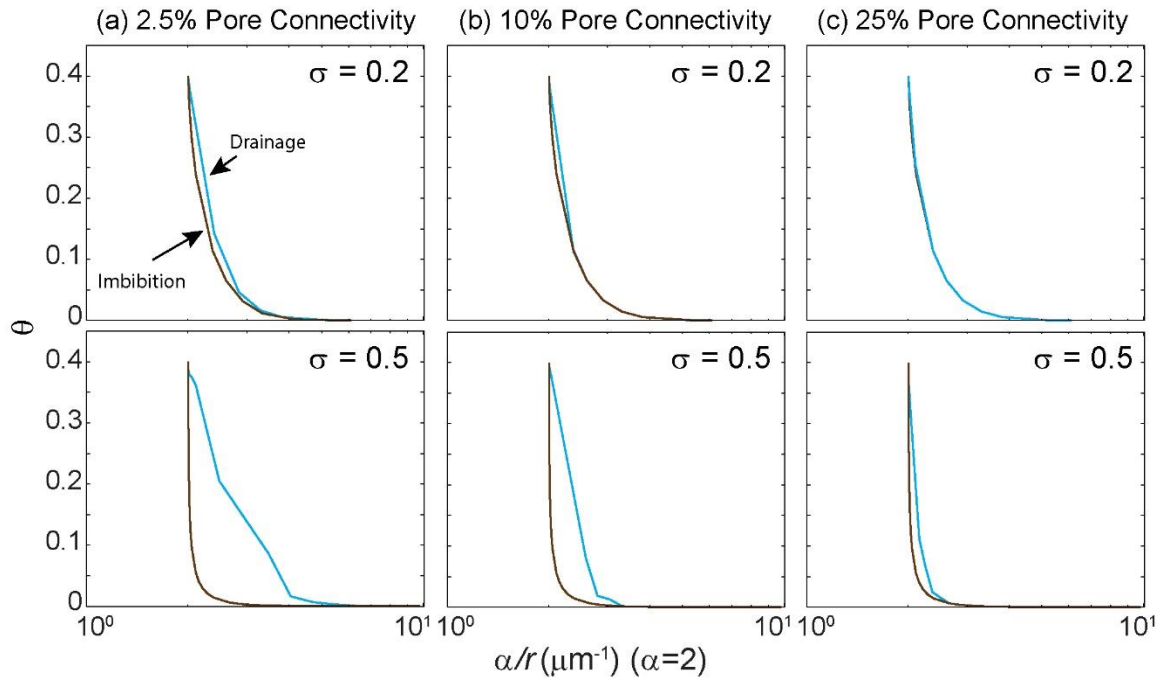 (a) 2.5% Pore Connectivity
(b) 10% Pore Connectivity
(c) 25% Pore Connectivity
0.4
σ = 0.2
σ = 0.2
σ = 0.2
0.3
Drainage
0.2
0.1
Imbibition
0
θ
0.4
σ = 0.5
σ = 0.5
σ = 0.5
0.3
0.2
0.1
0
10⁰
10¹ 10⁰
10¹ 10⁰
10¹
α/r (μm⁻¹) (α=2)